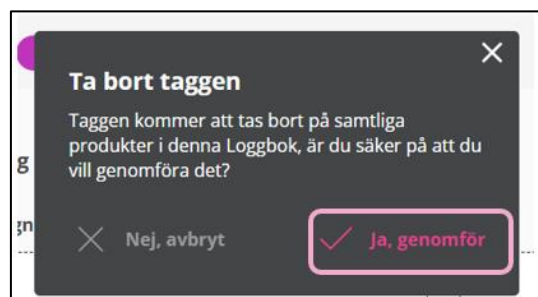 Ta bort taggen
Taggen kommer att tas bort på samtliga
produkter i denna Loggbok, är du säker på att du
vill genomföra det?
g
gn
Nej, avbryt
Ja, genomför